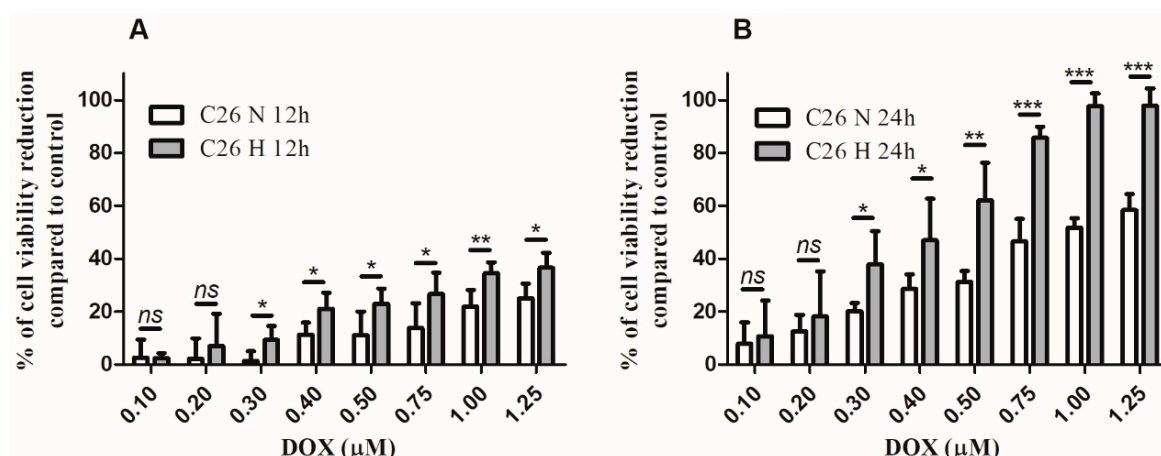 A
% of cell viability reduction
compared to control
100
80
60
40
20
0
C26 N 12h
C26 H 12h
ns
ns
*
*
*
*
**
*
0.10
0.20
0.30
0.40
0.50
0.75
1.00
1.25
DOX (µM)
B
% of cell viability reduction
compared to control
100
80
60
40
20
0
C26 N 24h
C26 H 24h
ns
ns
*
*
**
***
***
***
0.10
0.20
0.30
0.40
0.50
0.75
1.00
1.25
DOX (µM)